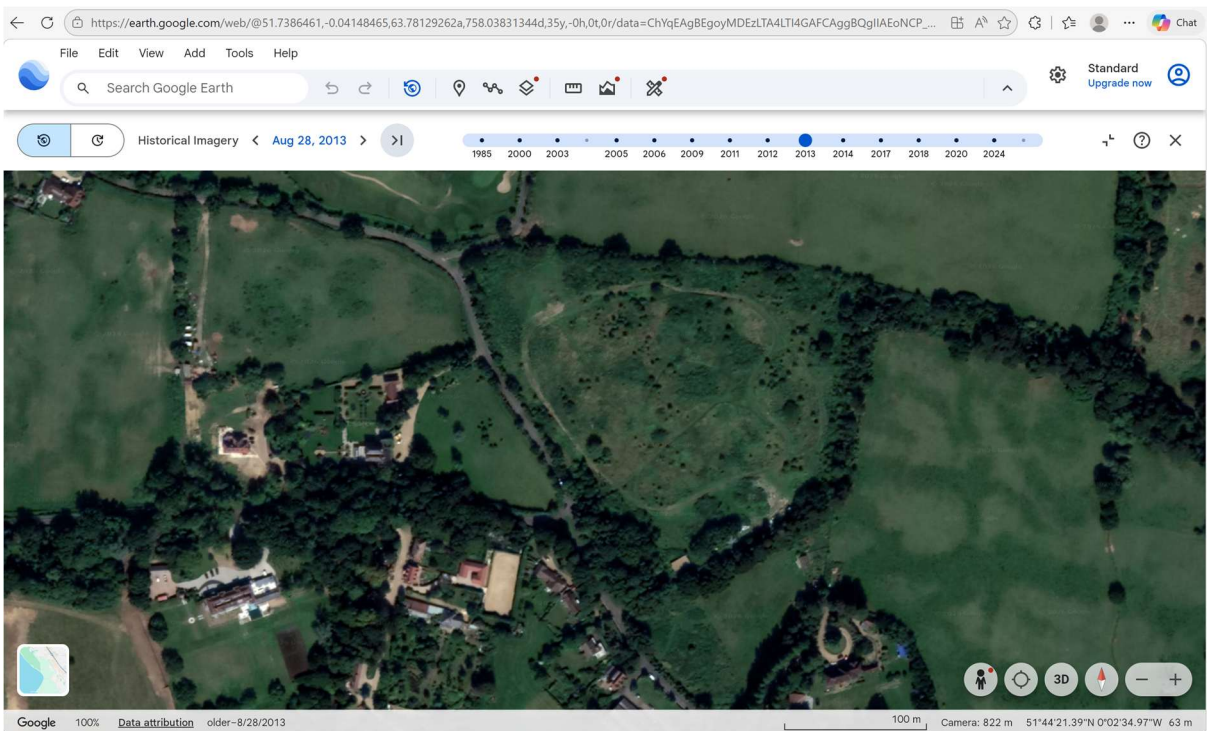 https://earth.google.com/web/@51.7386461,-0.04148465,63.78129262a,758.03831344d,35y,-0h,0t,0r/data=ChYqEAgBEgoyMDEzLTA4LTI4GAFCAggBQgIIAEoNCP_...
Chat
File Edit View Add Tools Help
Search Google Earth
Standard
Upgrade now
Historical Imagery Aug 28, 2013
1985 2000 2003 2005 2006 2009 2011 2012 2013 2014 2017 2018 2020 2024
3D
Google 100% Data attribution older–8/28/2013 100 m Camera: 822 m 51°44'21.39"N 0°02'34.97"W 63 m